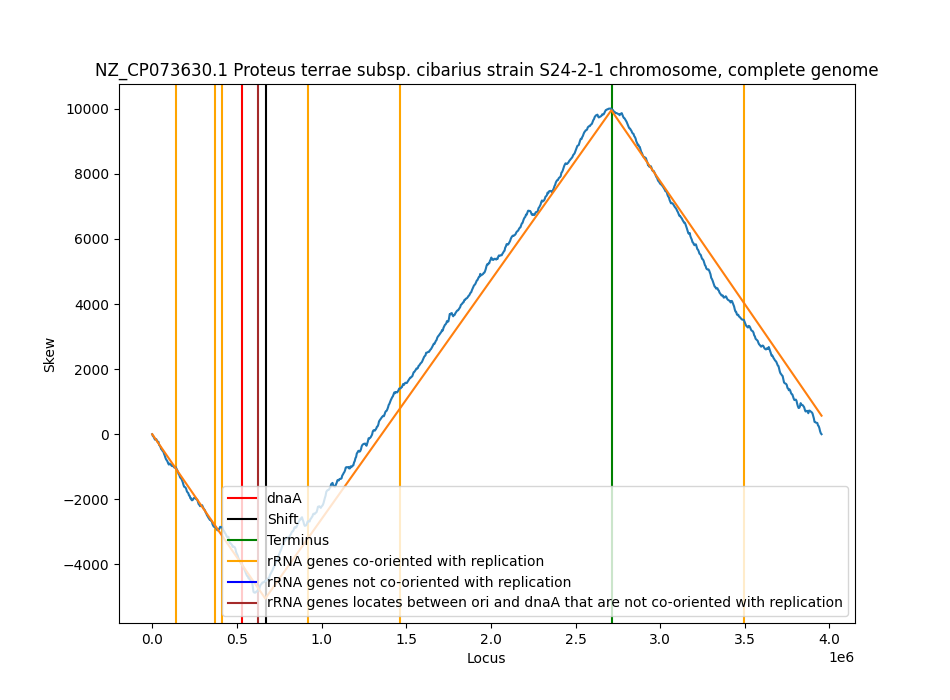 NZ_CP073630.1 Proteus terrae subsp. cibarius strain S24-2-1 chromosome, complete genome
10000
8000
6000
4000
2000
0
−2000
−4000
Skew
dnaA
Shift
Terminus
rRNA genes co-oriented with replication
rRNA genes not co-oriented with replication
rRNA genes locates between ori and dnaA that are not co-oriented with replication
0.0 0.5 1.0 1.5 2.0 2.5 3.0 3.5 4.0
1e6
Locus